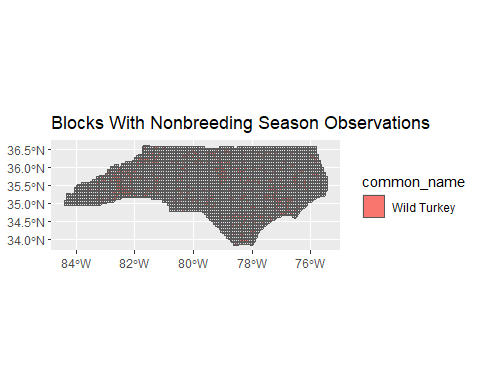 Blocks With Nonbreeding Season Observations
36.5°N
36.0°N
35.5°N
35.0°N
34.5°N
34.0°N
84°W
82°W
80°W
78°W
76°W
common_name
Wild Turkey